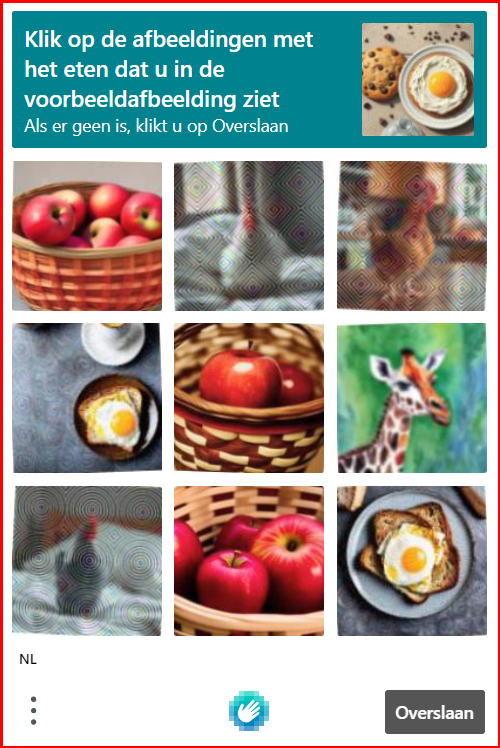 Klik op de afbeeldingen met
het eten dat u in de
voorbeeldafbeelding ziet
Als er geen is, klikt u op Overslaan
NL
Overslaan